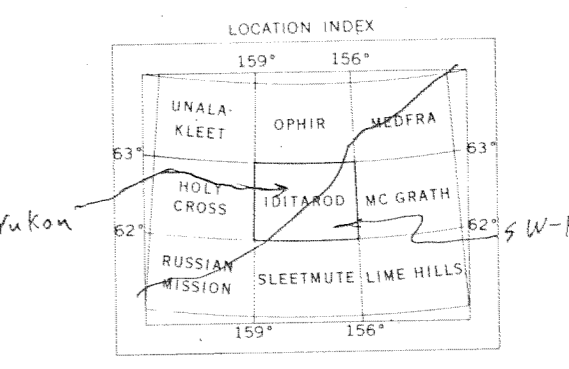 LOCATION INDEX
159° 156°
UNALA-
KLEET
OPHIR
MEDFRA
63° 63°
HOLY
CROSS
IDITAROD
MC GRATH
Yukon
62° 62°
SW-
RUSSIAN
MISSION
SLEETMUTE
LIME HILLS
159° 156°